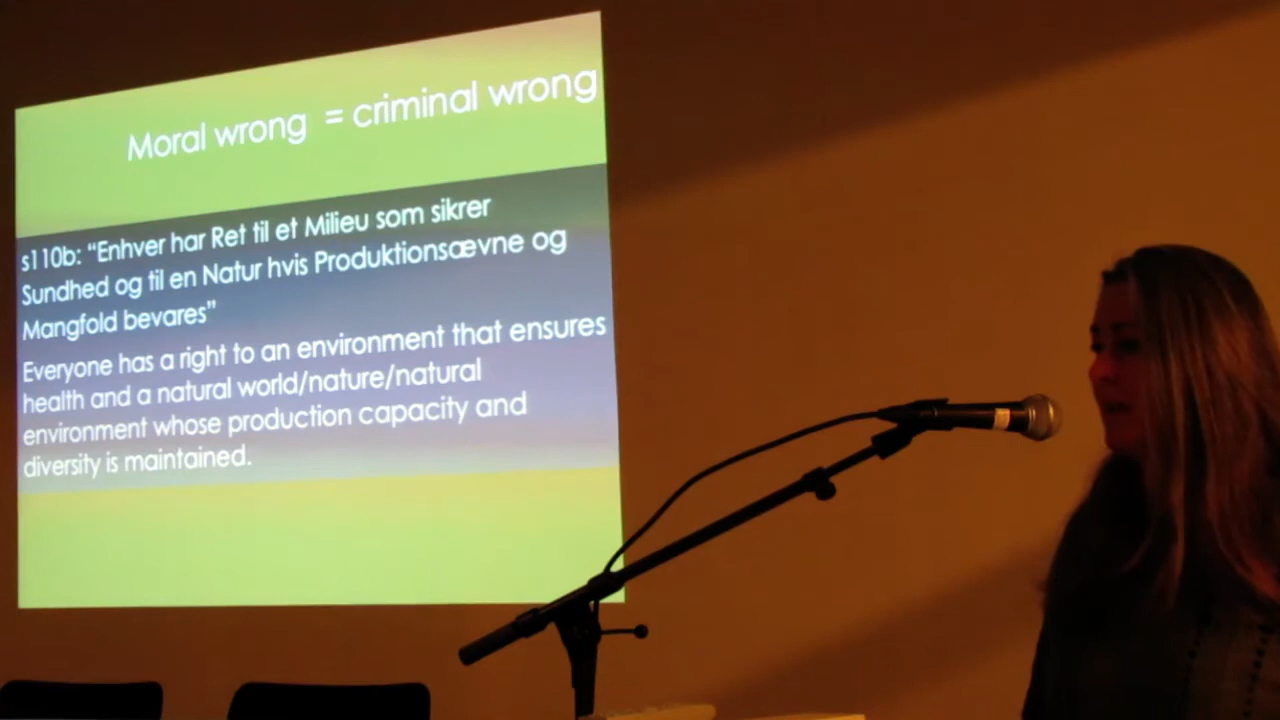 Moral wrong = criminal wrong
s110b: “Enhver har Ret til et Milieu som sikrer
Sundhed og til en Natur hvis Produktionsævne og
Mangfold bevares”
Everyone has a right to an environment that ensures
health and a natural world/nature/natural
environment whose production capacity and
diversity is maintained.